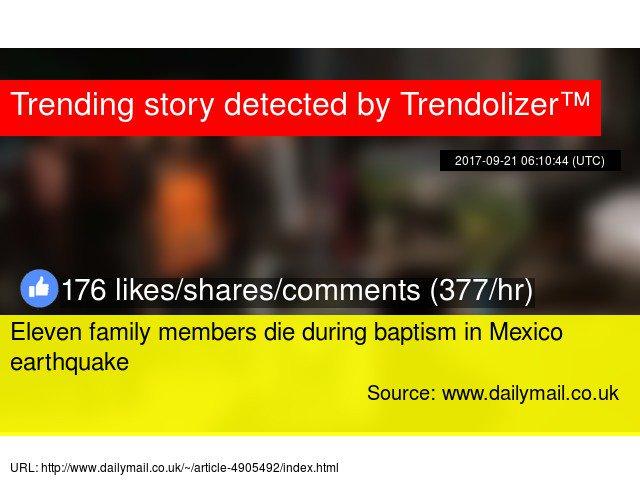 Trending story detected by Trendolizer™
2017-09-21 06:10:44 (UTC)
176 likes/shares/comments (377/hr)
Eleven family members die during baptism in Mexico
earthquake
Source: www.dailymail.co.uk
URL: http://www.dailymail.co.uk/~/article-4905492/index.html